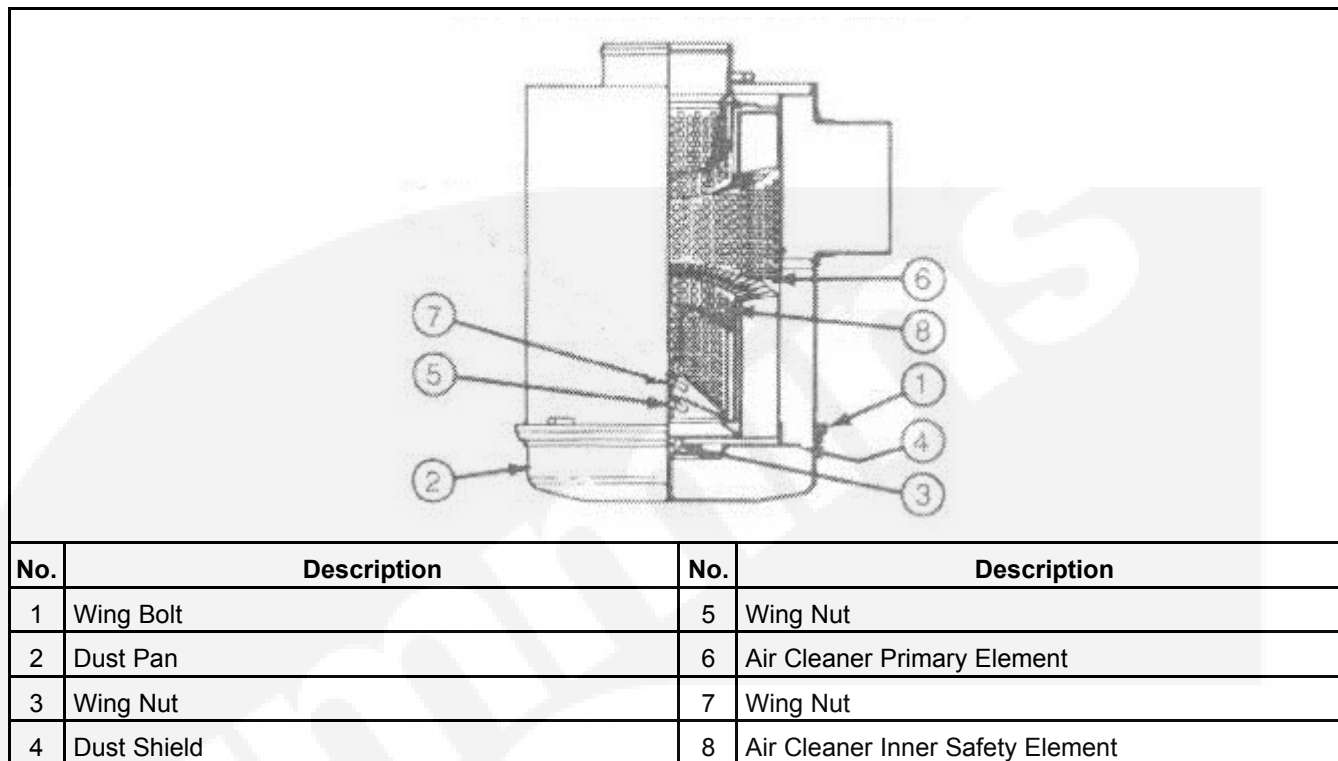 6
8
7
1
5
4
2
3
No. Description No. Description
1 Wing Bolt 5 Wing Nut
2 Dust Pan 6 Air Cleaner Primary Element
3 Wing Nut 7 Wing Nut
4 Dust Shield 8 Air Cleaner Inner Safety Element